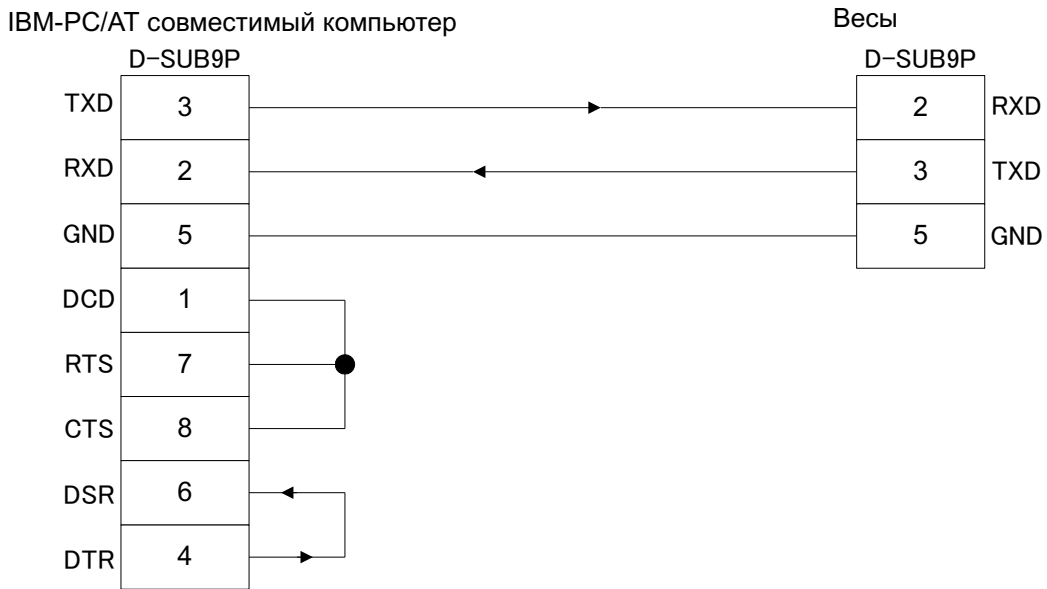 IBM-PC/AT совместимый компьютер Весы
D-SUB9P D-SUB9P
TXD 3 2 RXD
RXD 2 3 TXD
GND 5 5 GND
DCD 1
RTS 7
CTS 8
DSR 6
DTR 4